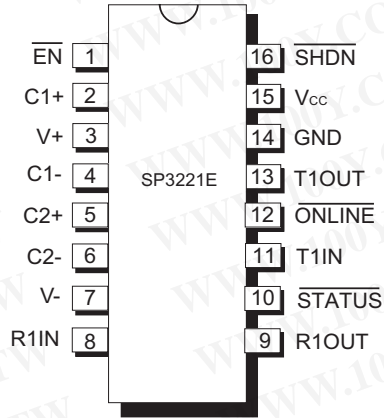 EN 1 16 SHDN
C1+ 2 15 Vcc
V+ 3 14 GND
C1- 4 SP3221E 13 T1OUT
C2+ 5 12 ONLINE
C2- 6 11 T1IN
V- 7 10 STATUS
R1IN 8 9 R1OUT